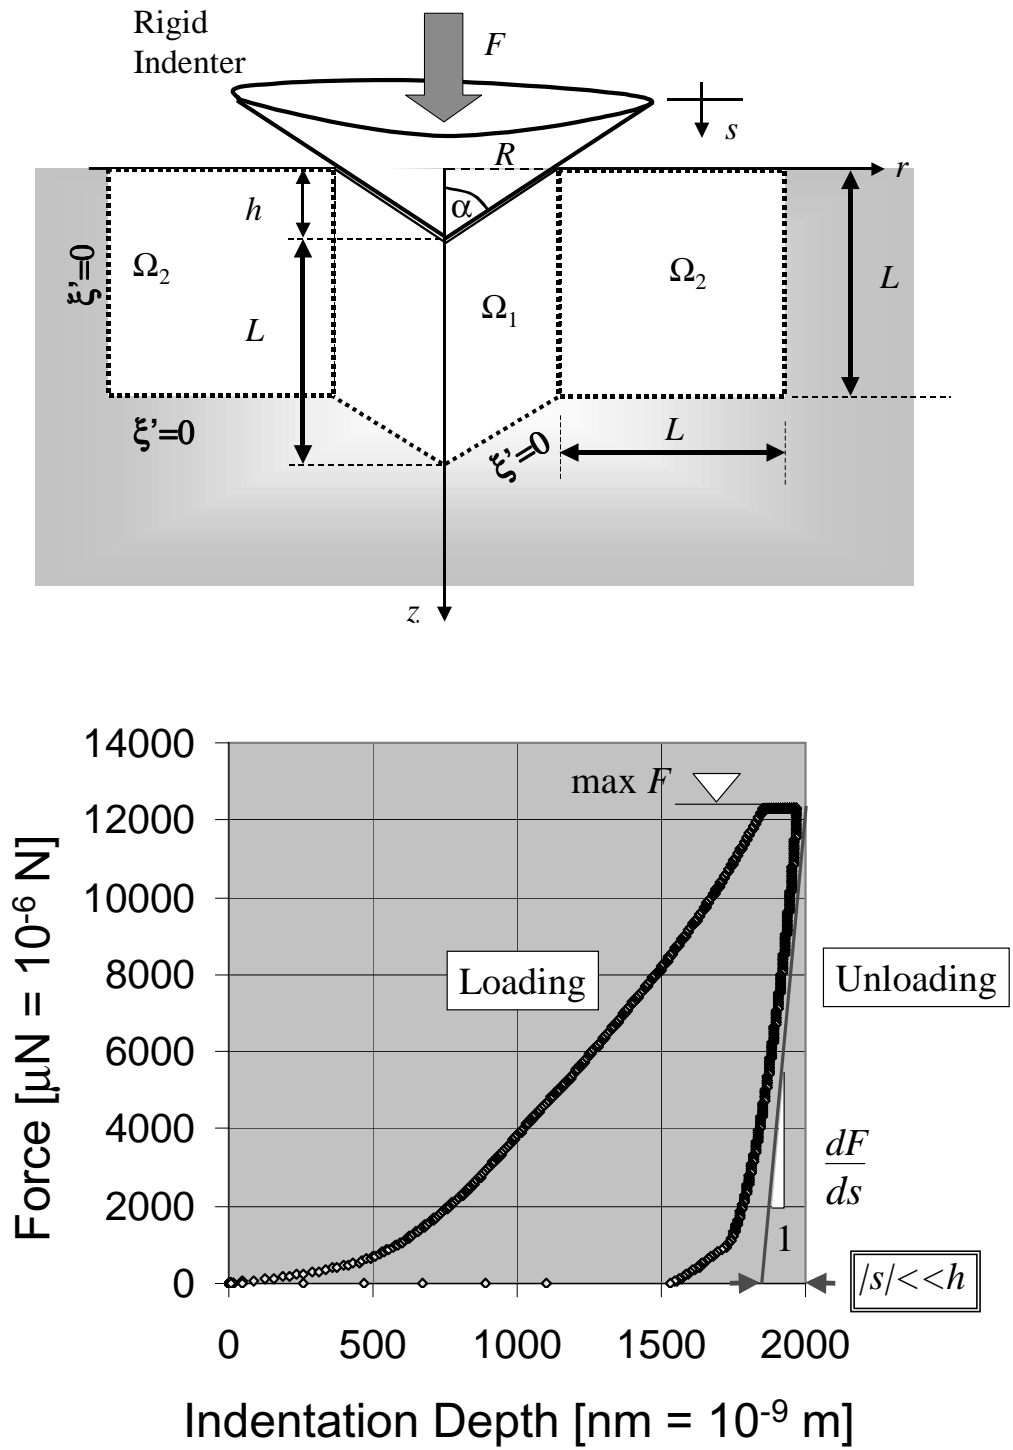 Rigid
Indenter
F
s
R
r
h
α
Ω₂
Ω₂
L
ξ'=0
Ω₁
L
ξ'=0
L
ξ'=0
z
14000
max F
12000
10000
Loading
Unloading
8000
6000
4000
dF
ds
2000
1
0
|s|<<h
0 500 1000 1500 2000
Force [μN = 10⁻⁶ N]
Indentation Depth [nm = 10⁻⁹ m]